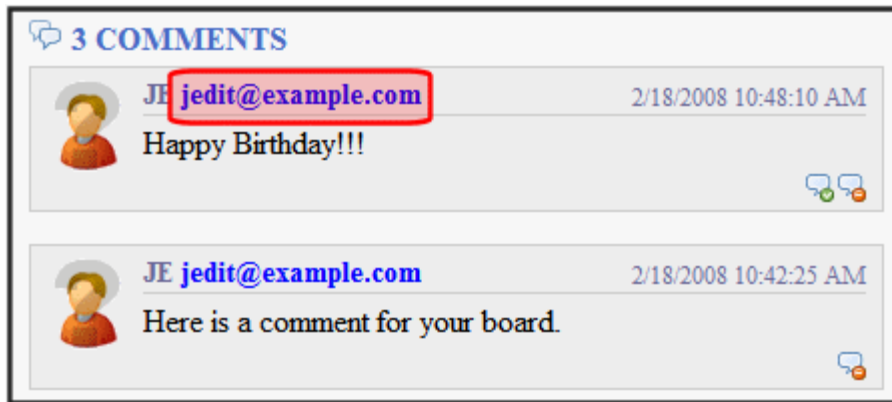 3 COMMENTS
JE jedit@example.com 2/18/2008 10:48:10 AM
Happy Birthday!!!
JE jedit@example.com 2/18/2008 10:42:25 AM
Here is a comment for your board.